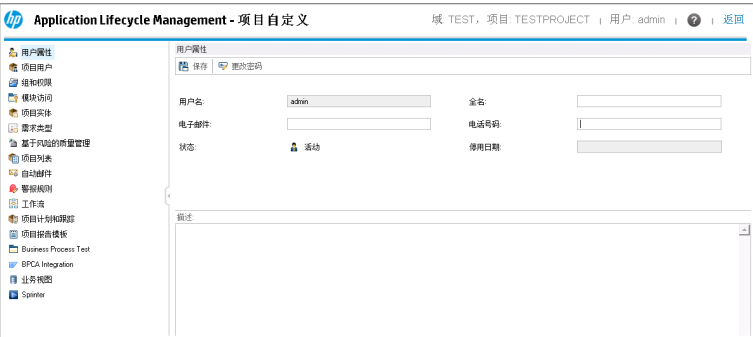 hp Application Lifecycle Management - 项目自定义 域: TEST，项目: TESTPROJECT | 用户: admin | ? | 返回
用户属性
项目用户
组和权限
模块访问
项目实体
需求类型
基于风险的质量管理
项目列表
自动邮件
警报规则
工作流
项目计划和跟踪
项目报告模板
Business Process Test
BPCA Integration
业务视图
Sprinter
用户属性
保存 更改密码
用户名: admin 全名:
电子邮件: 电话号码:
状态: 活动 停用日期:
描述